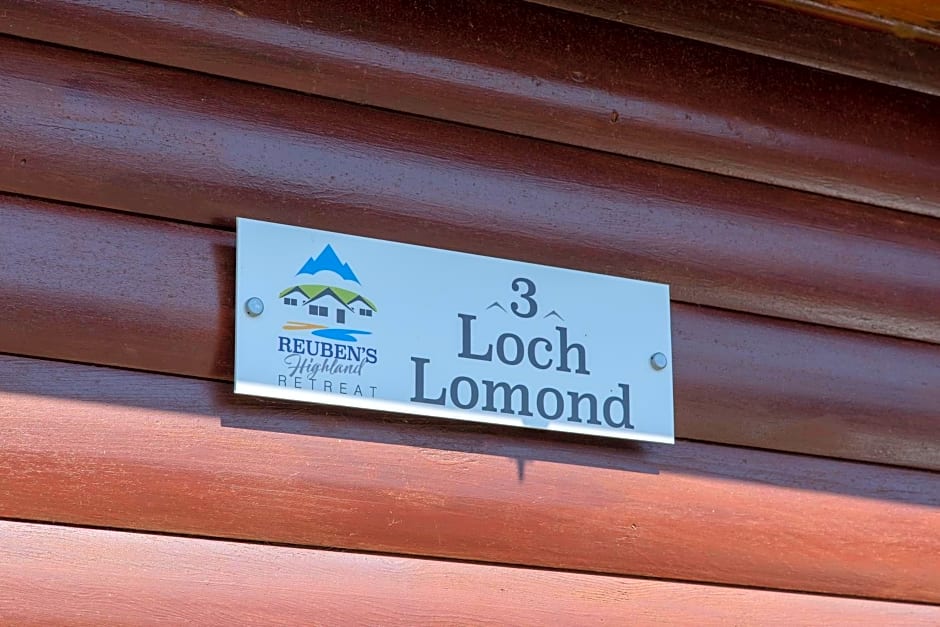 REUBEN'S
Highland
RETREAT
3
Loch
Lomond